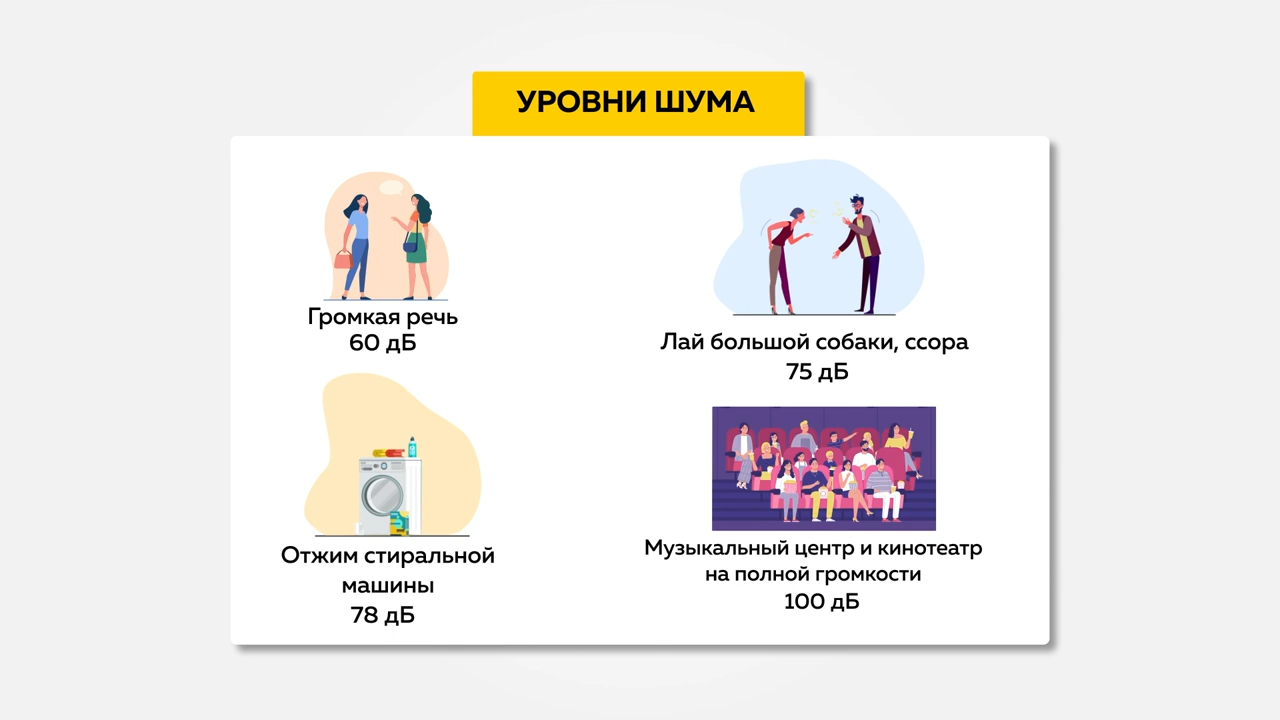 УРОВНИ ШУМА
Громкая речь
60 дБ
Лай большой собаки, ссора
75 дБ
Отжим стиральной
машины
78 дБ
Музыкальный центр и кинотеатр
на полной громкости
100 дБ